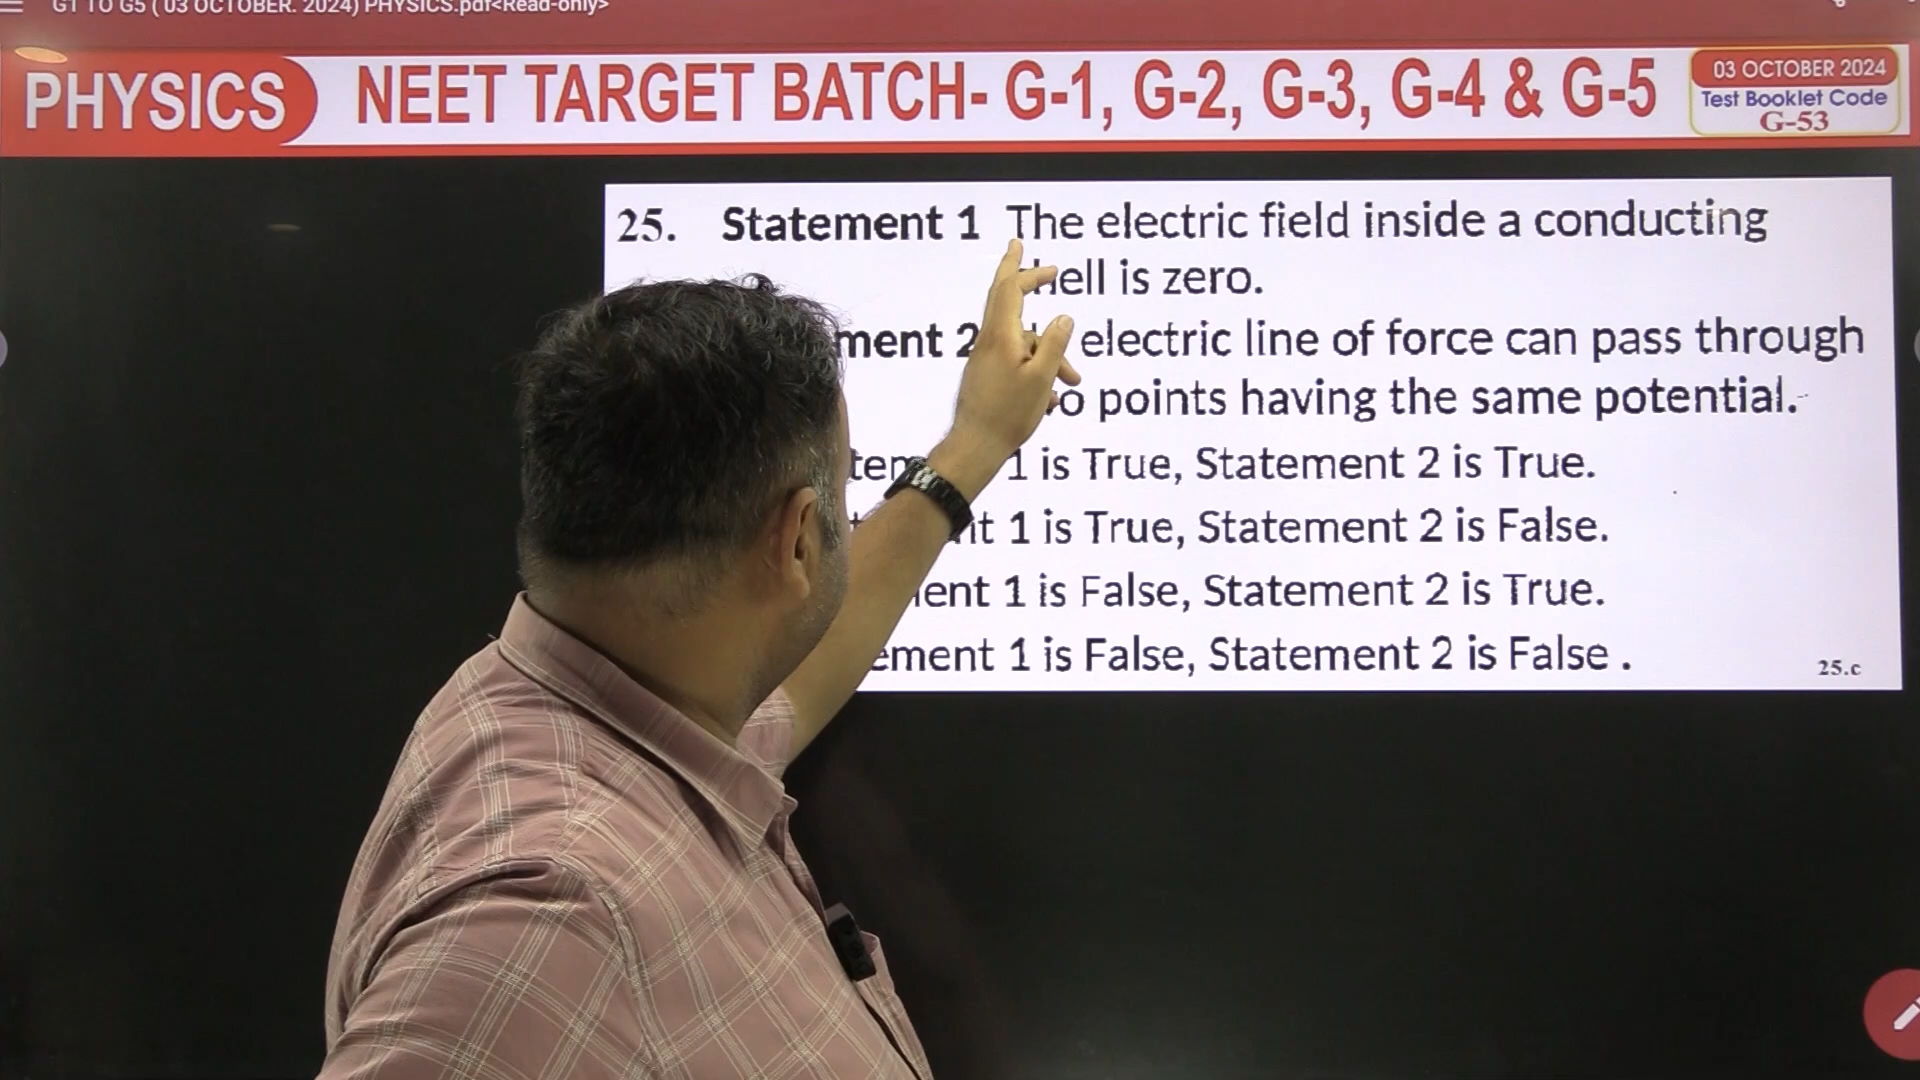 G1 TO G5 ( 03 OCTOBER. 2024) PHYSICS.pdf<Read-only>
PHYSICS
NEET TARGET BATCH- G-1, G-2, G-3, G-4 & G-5
03 OCTOBER 2024
Test Booklet Code
G-53
25. Statement 1 The electric field inside a conducting
hell is zero.
ment 2 electric line of force can pass through
o points having the same potential.
tem 1 is True, Statement 2 is True.
nt 1 is True, Statement 2 is False.
ent 1 is False, Statement 2 is True.
ement 1 is False, Statement 2 is False .
25.c